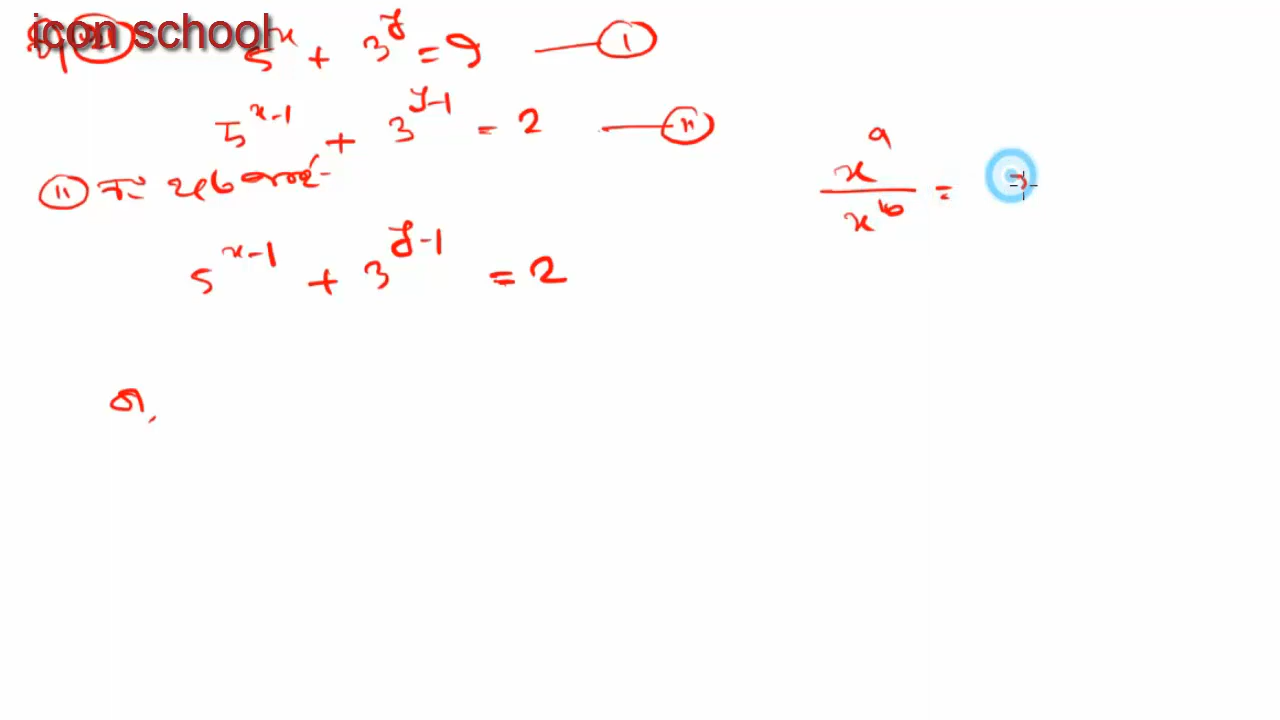 icon school
5^x + 3^y = 9 —— (i)
5^{x-1} + 3^{y-1} = 2 —— (ii)
(ii) নং হতে পাই-
5^{x-1} + 3^{y-1} = 2
বা,
x^a / x^b =